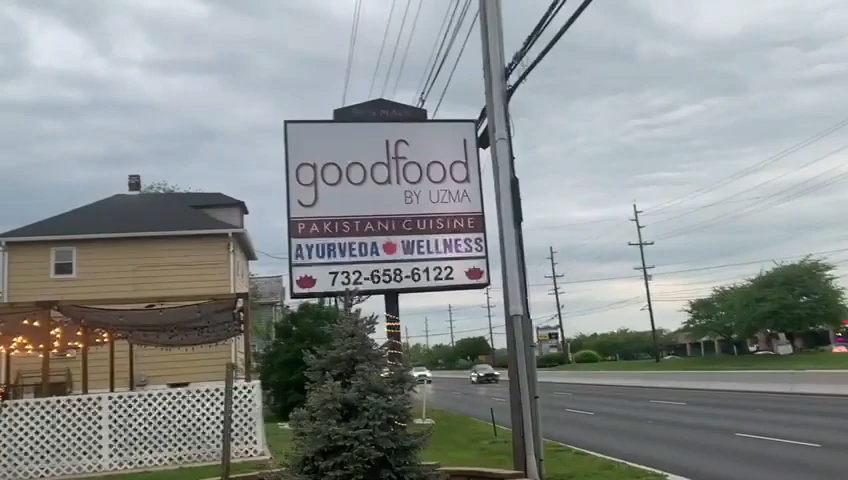 goodfood
BY UZMA
PAKISTANI CUISINE
AYURVEDA WELLNESS
732-658-6122